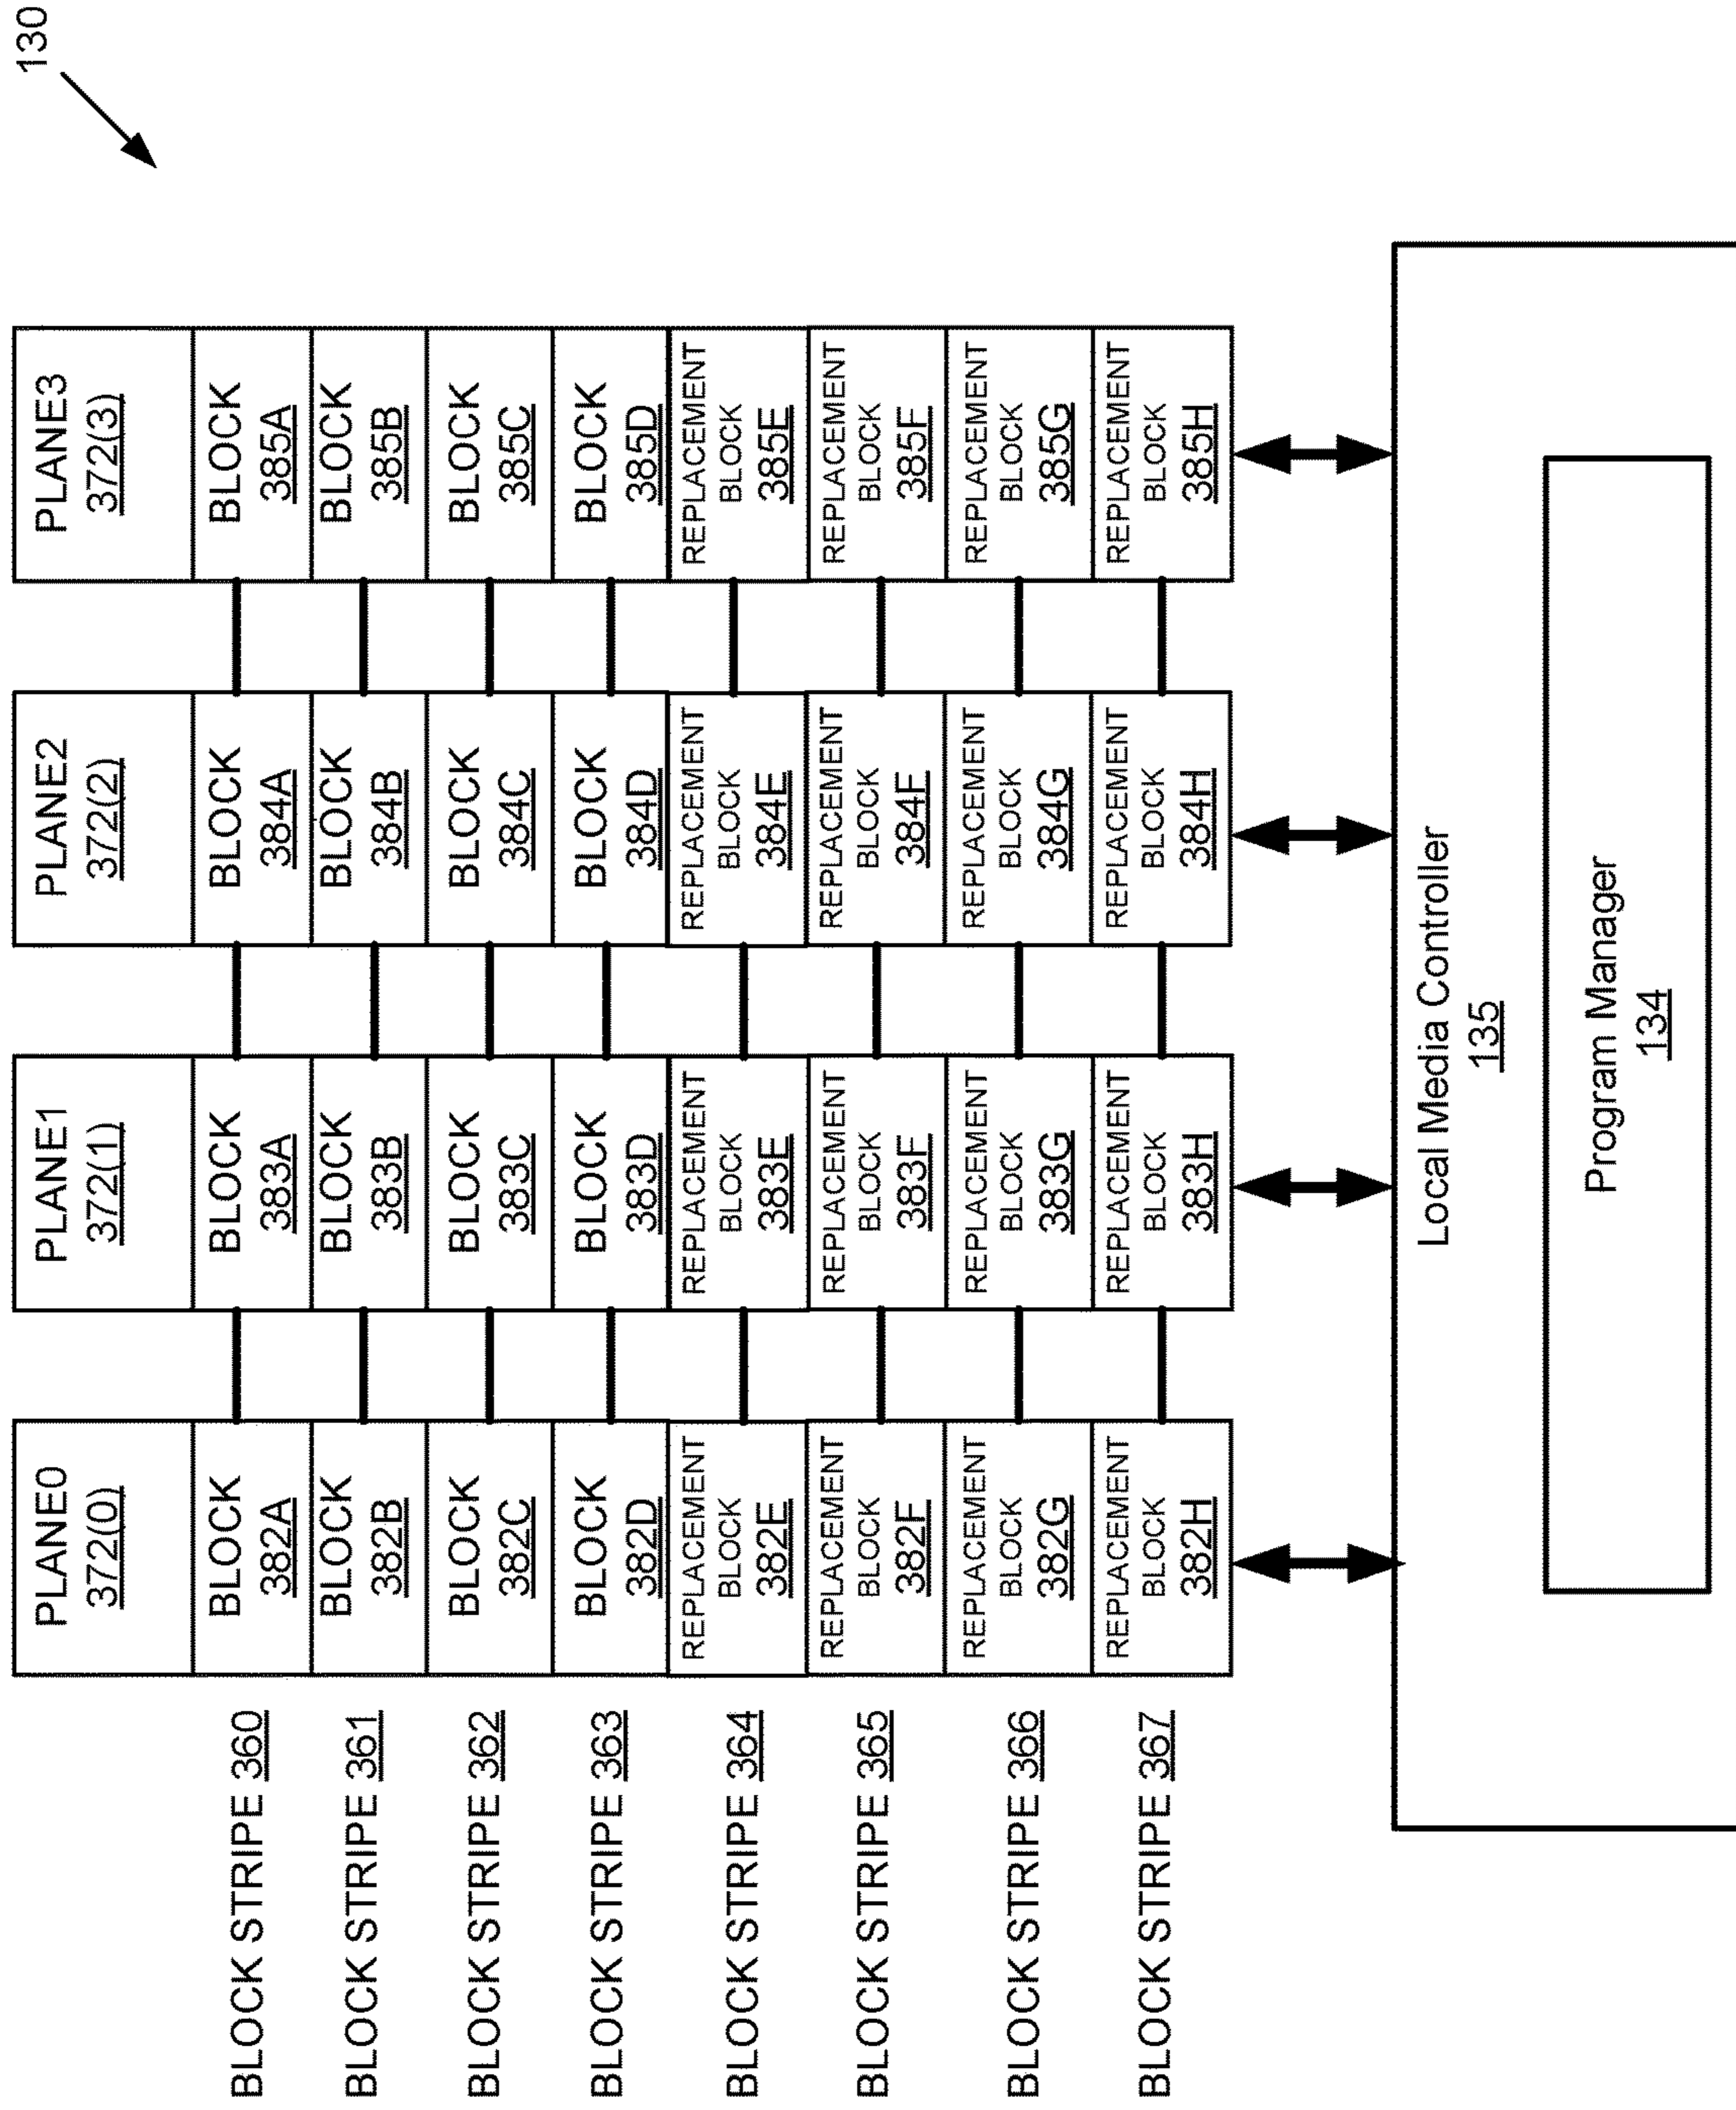 130
PLANE0
372(0)
PLANE1
372(1)
PLANE2
372(2)
PLANE3
372(3)
BLOCK STRIPE 360
BLOCK
382A
BLOCK
383A
BLOCK
384A
BLOCK
385A
BLOCK STRIPE 361
BLOCK
382B
BLOCK
383B
BLOCK
384B
BLOCK
385B
BLOCK STRIPE 362
BLOCK
382C
BLOCK
383C
BLOCK
384C
BLOCK
385C
BLOCK STRIPE 363
BLOCK
382D
BLOCK
383D
BLOCK
384D
BLOCK
385D
BLOCK STRIPE 364
REPLACEMENT
BLOCK
382E
REPLACEMENT
BLOCK
383E
REPLACEMENT
BLOCK
384E
REPLACEMENT
BLOCK
385E
BLOCK STRIPE 365
REPLACEMENT
BLOCK
382F
REPLACEMENT
BLOCK
383F
REPLACEMENT
BLOCK
384F
REPLACEMENT
BLOCK
385F
BLOCK STRIPE 366
REPLACEMENT
BLOCK
382G
REPLACEMENT
BLOCK
383G
REPLACEMENT
BLOCK
384G
REPLACEMENT
BLOCK
385G
BLOCK STRIPE 367
REPLACEMENT
BLOCK
382H
REPLACEMENT
BLOCK
383H
REPLACEMENT
BLOCK
384H
REPLACEMENT
BLOCK
385H
Local Media Controller
135
Program Manager
134